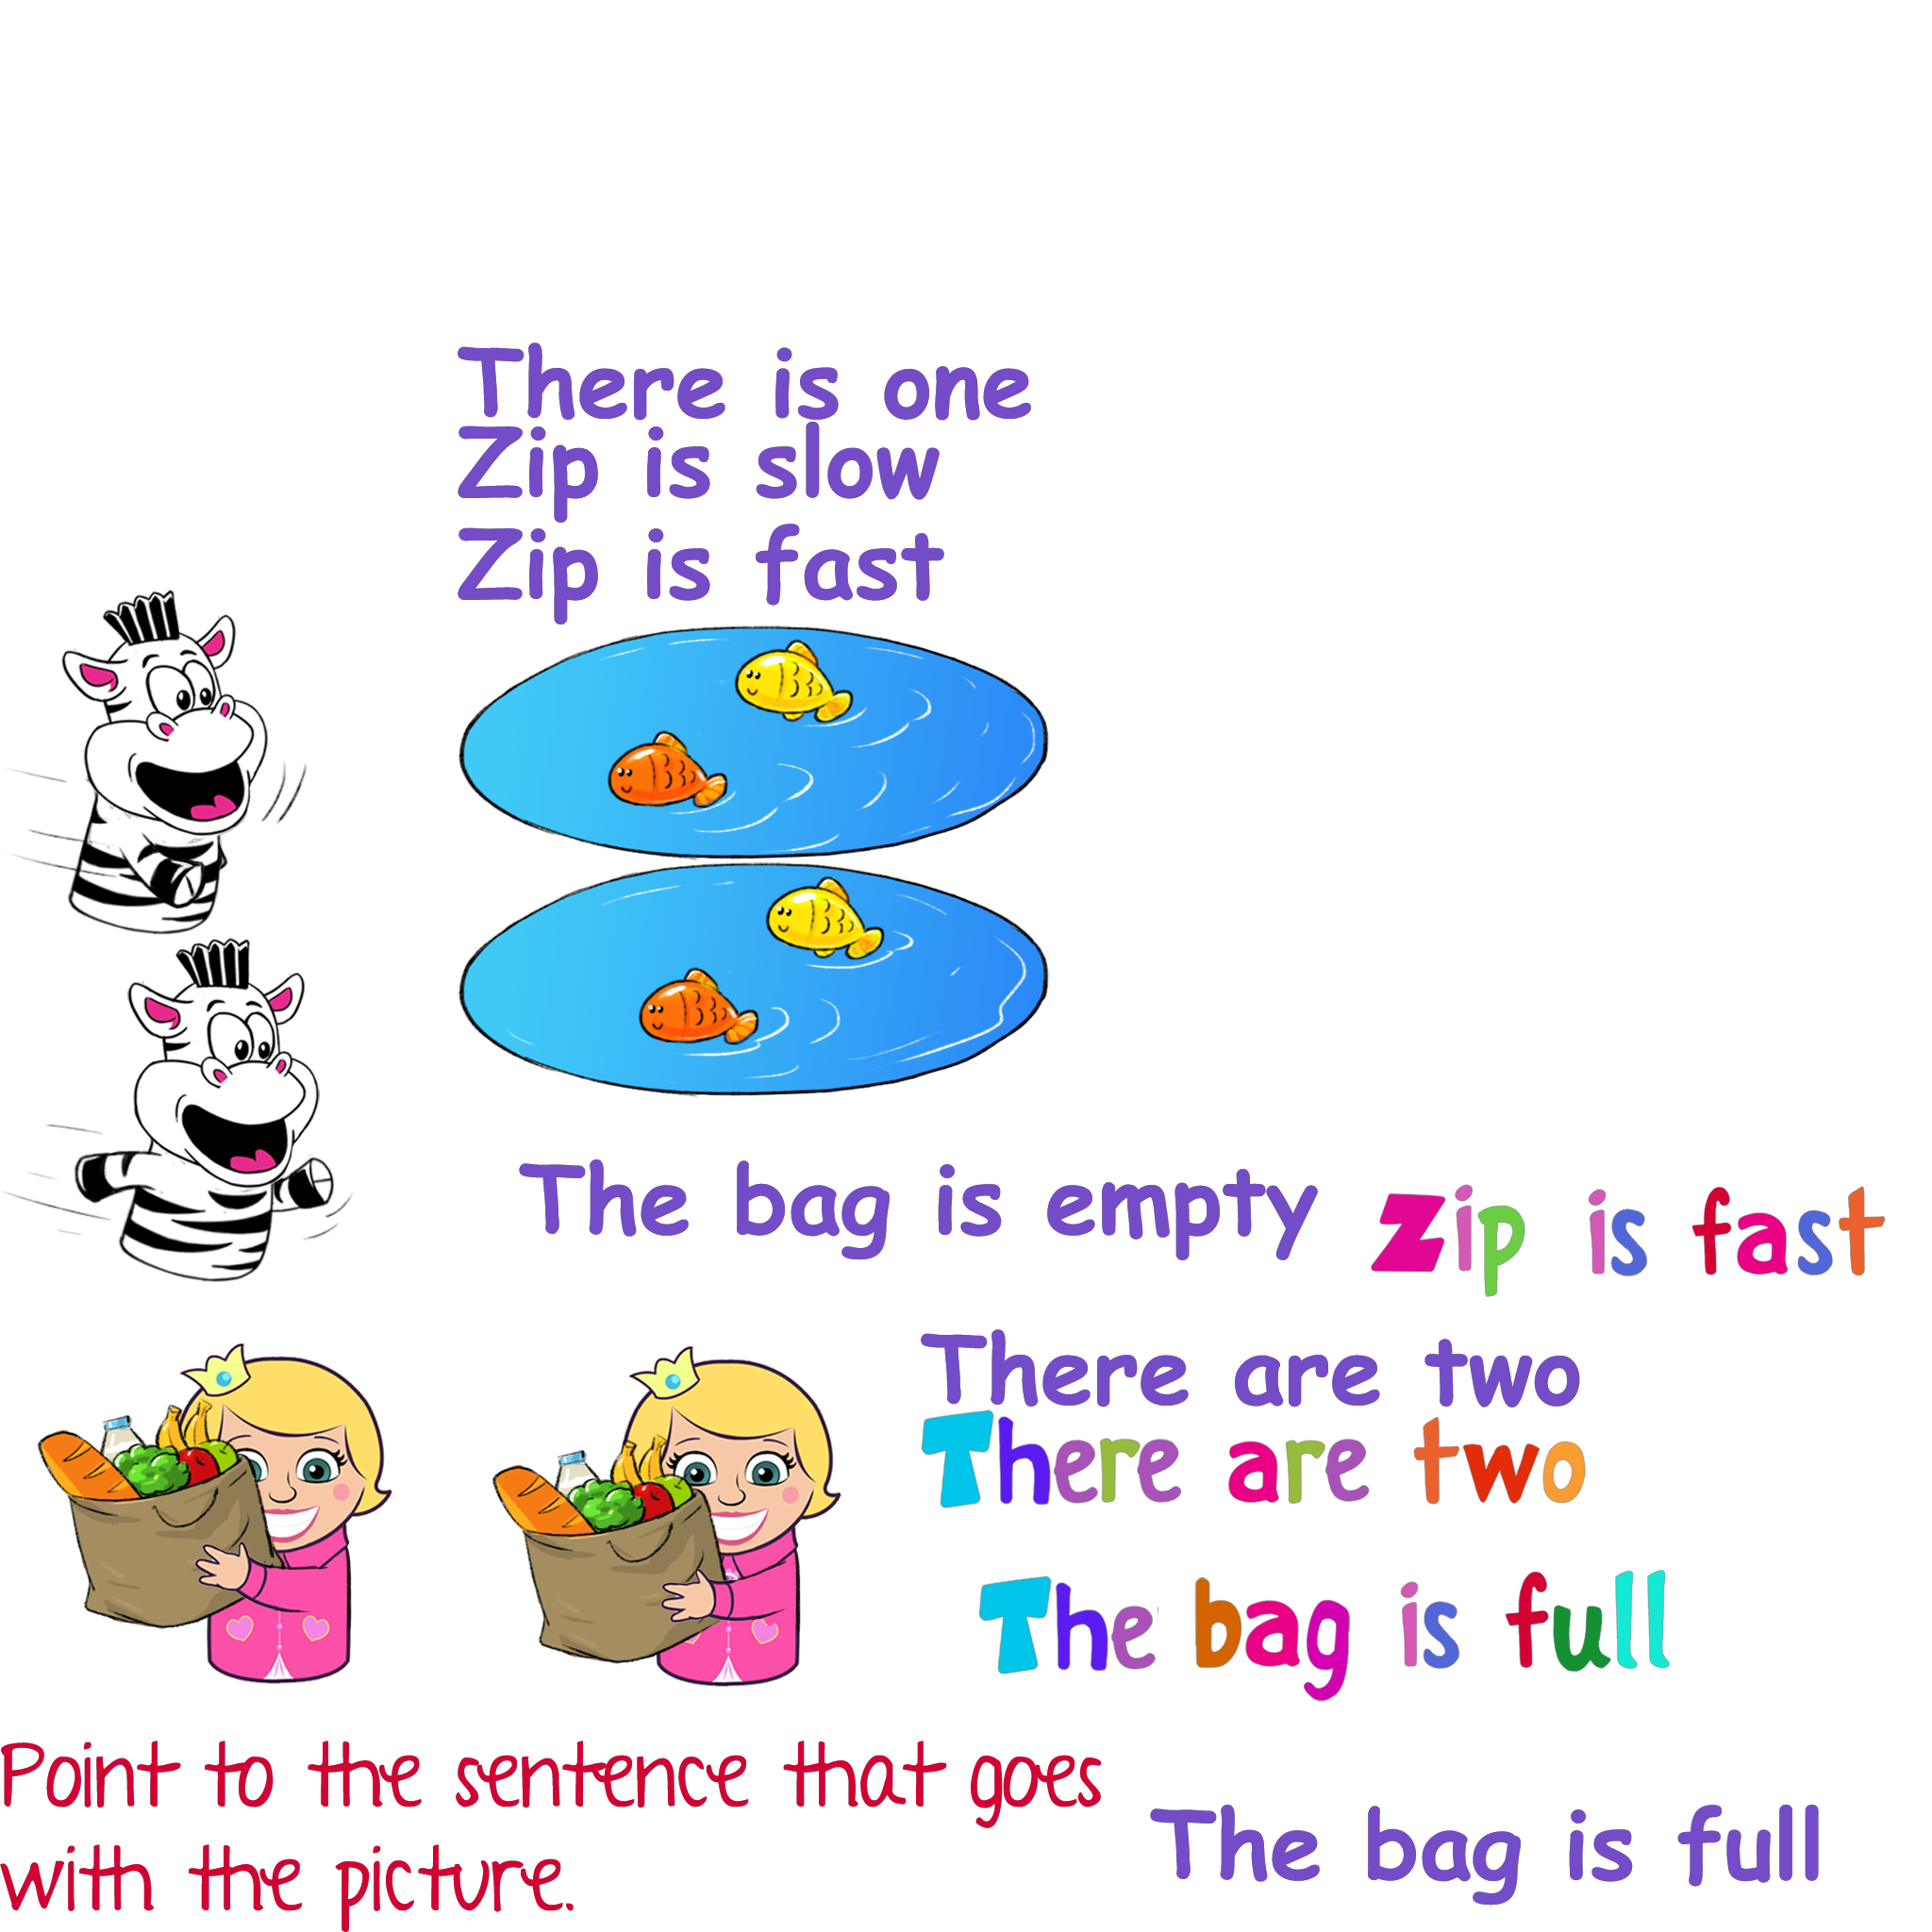 There is one
Zip is slow
Zip is fast
The bag is empty
Zip is fast
There are two
There are two
The bag is full
Point to the sentence that goes
with the picture.
The bag is full